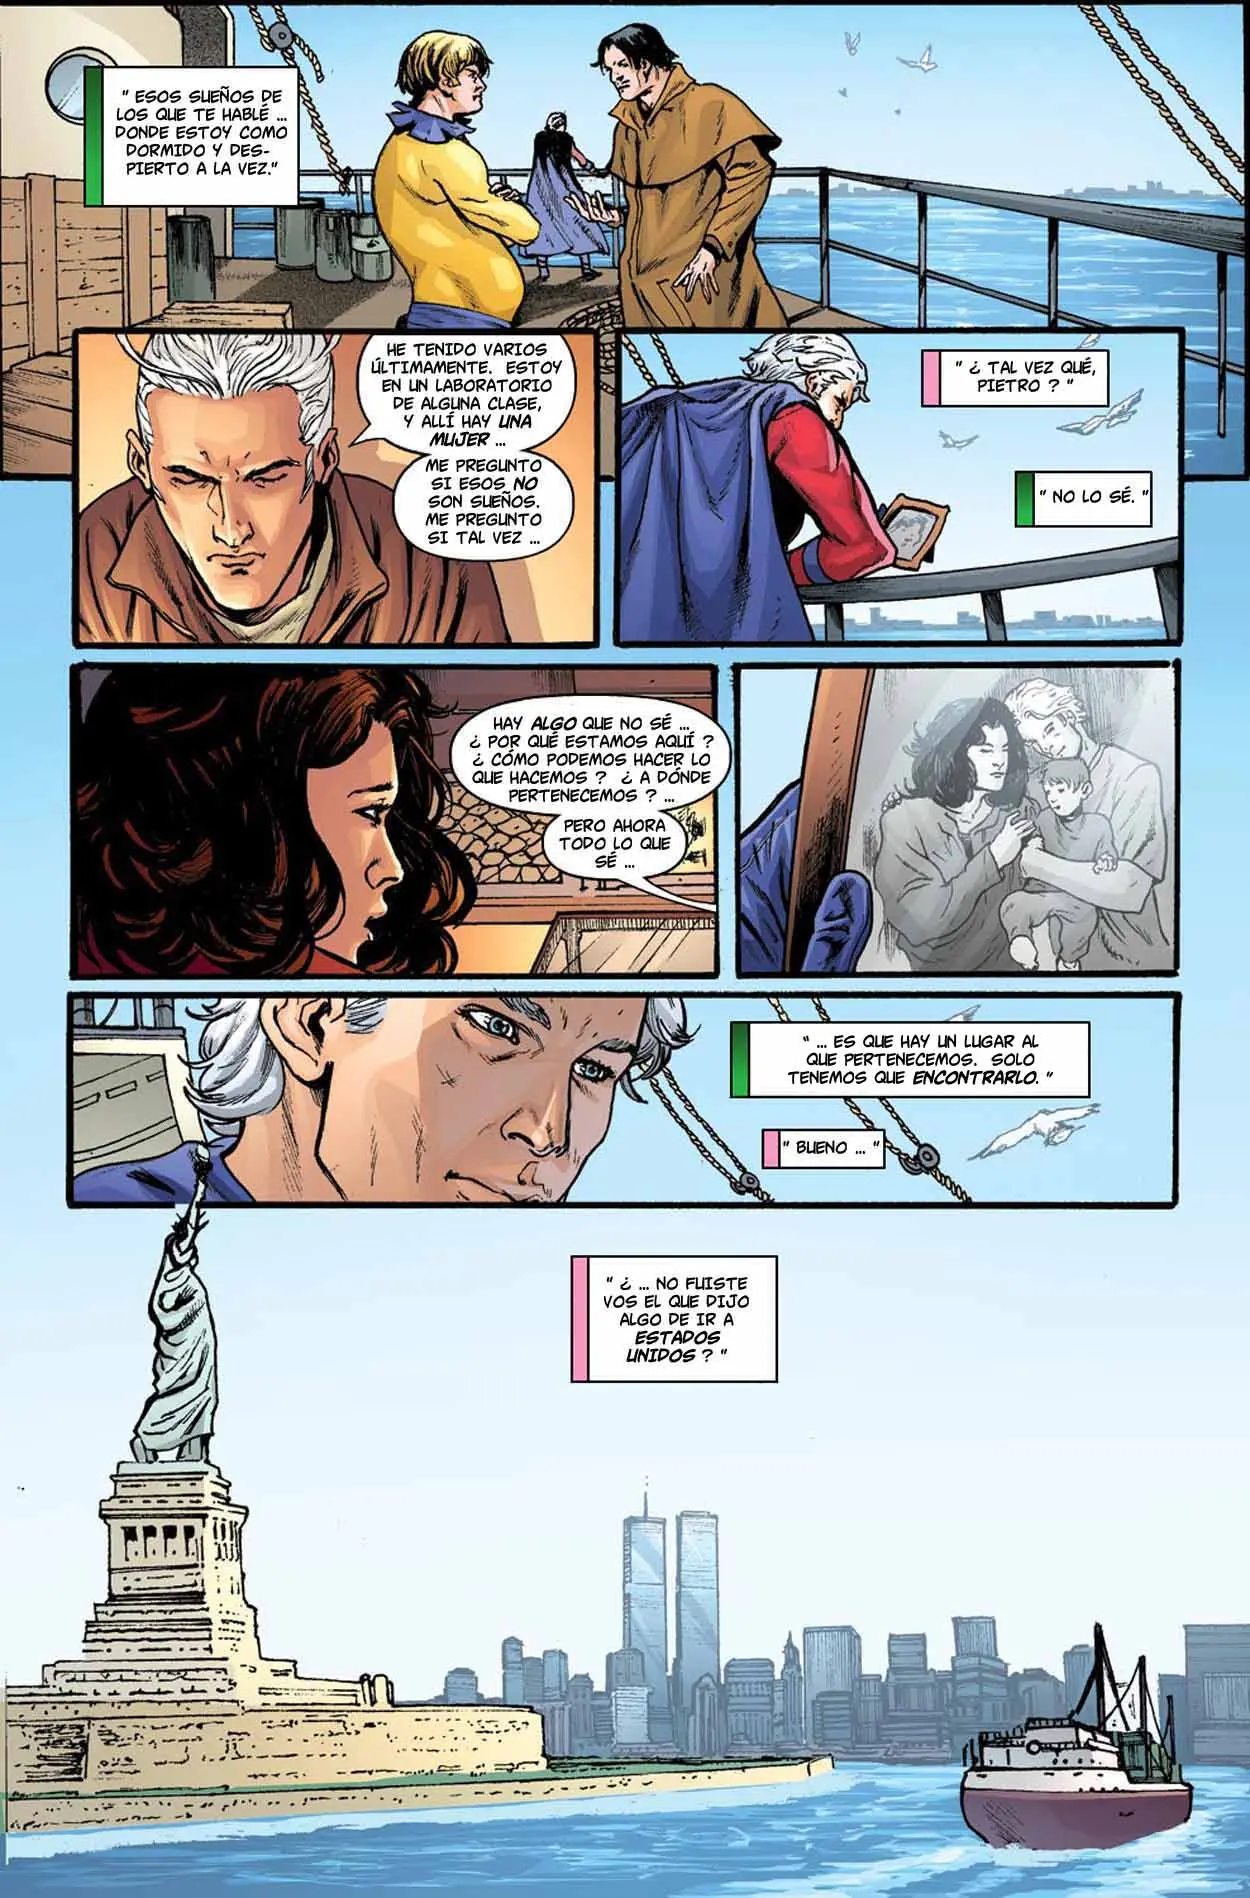 " ESOS SUEÑOS DE
LOS QUE TE HABLÉ ...
DONDE ESTOY COMO
DORMIDO Y DES-
PIERTO A LA VEZ."
HE TENIDO VARIOS
ÚLTIMAMENTE. ESTOY
EN UN LABORATORIO
DE ALGUNA CLASE,
Y ALLÍ HAY UNA
MUJER ...
ME PREGUNTO
SI ESOS NO
SON SUEÑOS.
ME PREGUNTO
SI TAL VEZ ...
" ¿ TAL VEZ QUÉ,
PIETRO ? "
" NO LO SÉ. "
HAY ALGO QUE NO SÉ ...
¿ POR QUÉ ESTAMOS AQUÍ ?
¿ CÓMO PODEMOS HACER LO
QUE HACEMOS ? ¿ A DÓNDE
PERTENECEMOS ? ...
PERO AHORA
TODO LO QUE
SÉ ...
" ... ES QUE HAY UN LUGAR AL
QUE PERTENECEMOS. SOLO
TENEMOS QUE ENCONTRARLO. "
" BUENO ... "
" ¿ ... NO FUISTE
VOS EL QUE DIJO
ALGO DE IR A
ESTADOS
UNIDOS ? "